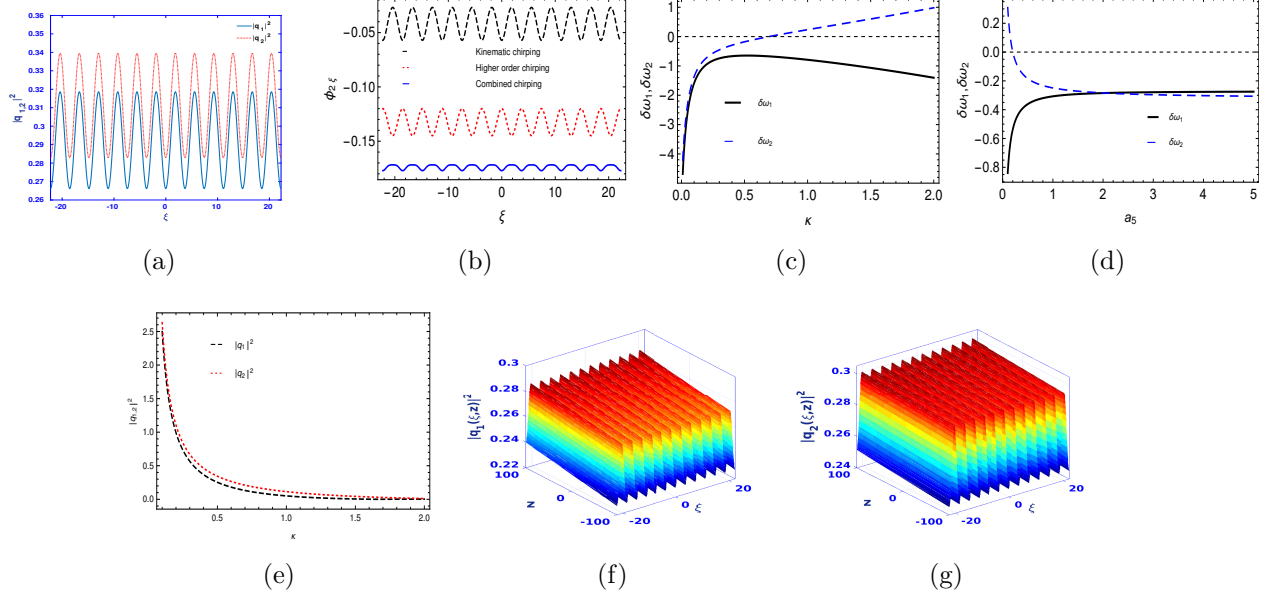 0.36
0.35
0.34
0.33
0.32
0.31
0.3
0.29
0.28
0.27
0.26
|q1,2|^2
|q1|^2
|q2|^2
-20
-10
0
10
20
ξ
(a)
−0.05
−0.10
−0.15
ϕ2 ξ
Kinematic chirping
Higher order chirping
Combined chirping
−20
−10
0
10
20
ξ
(b)
1
0
−1
−2
−3
−4
δω1, δω2
δω1
δω2
0.0
0.5
1.0
1.5
2.0
κ
(c)
0.2
0.0
−0.2
−0.4
−0.6
−0.8
δω1, δω2
δω1
δω2
0
1
2
3
4
5
a5
(d)
2.5
2.0
1.5
1.0
0.5
0.0
|q1,2|^2
|q1|^2
|q2|^2
0.5
1.0
1.5
2.0
κ
(e)
0.3
0.28
0.26
0.24
0.22
|q1(ξ,z)|^2
100
0
-100
z
-20
0
20
ξ
(f)
0.3
0.28
0.26
0.24
|q2(ξ,z)|^2
100
0
-100
z
-20
0
20
ξ
(g)